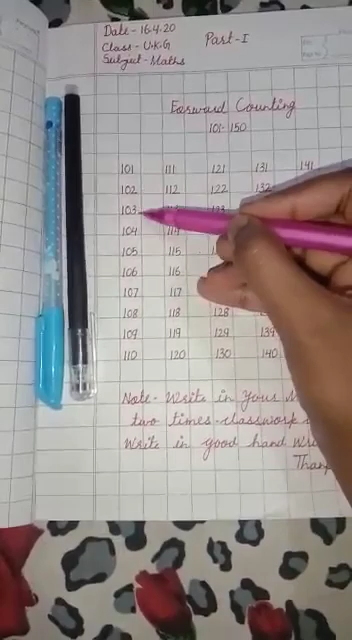 Date - 16.4.20
Class - U.K.G
Subject - Maths
Part - I
Forward Counting
101 - 150
101 111 121 131 141
102 112 122 132
103
104 114
105 115
106 116
107 117
108 118 128
109 119 129 139
110 120 130 140
Note - Write in your
two times - classwork
Write in good hand